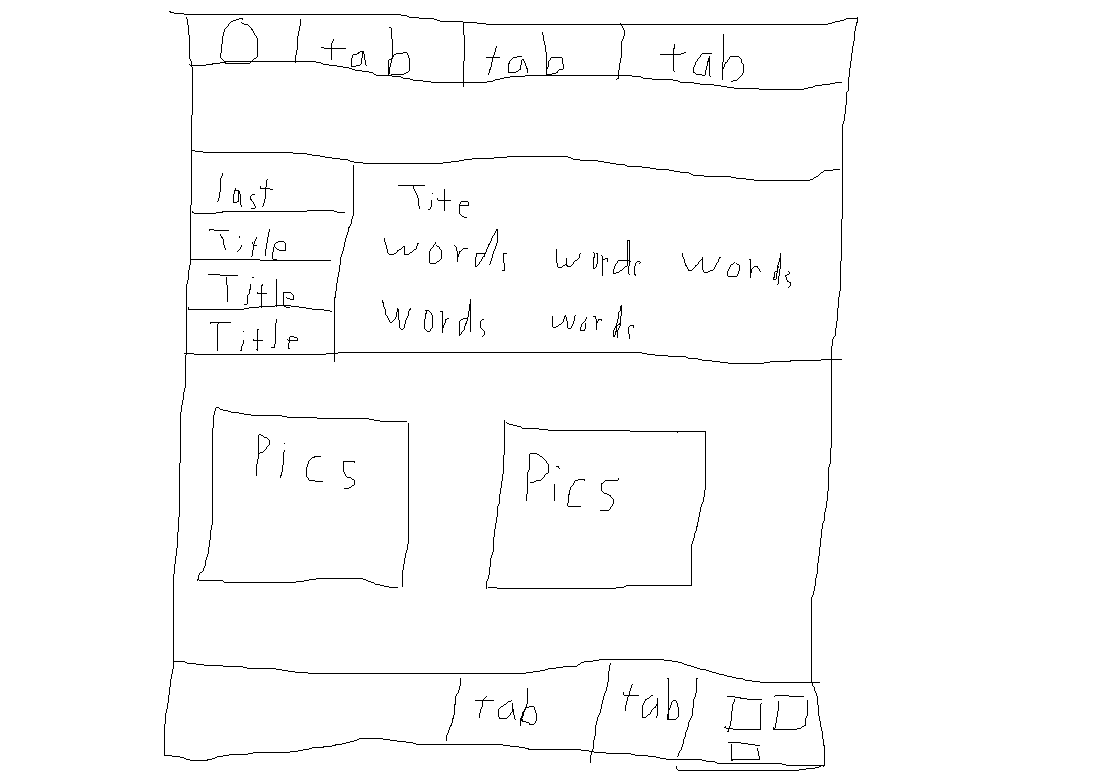 tab tab tab
last
Title
Title
Title
Tite
words words words
words words
Pics
Pics
tab tab